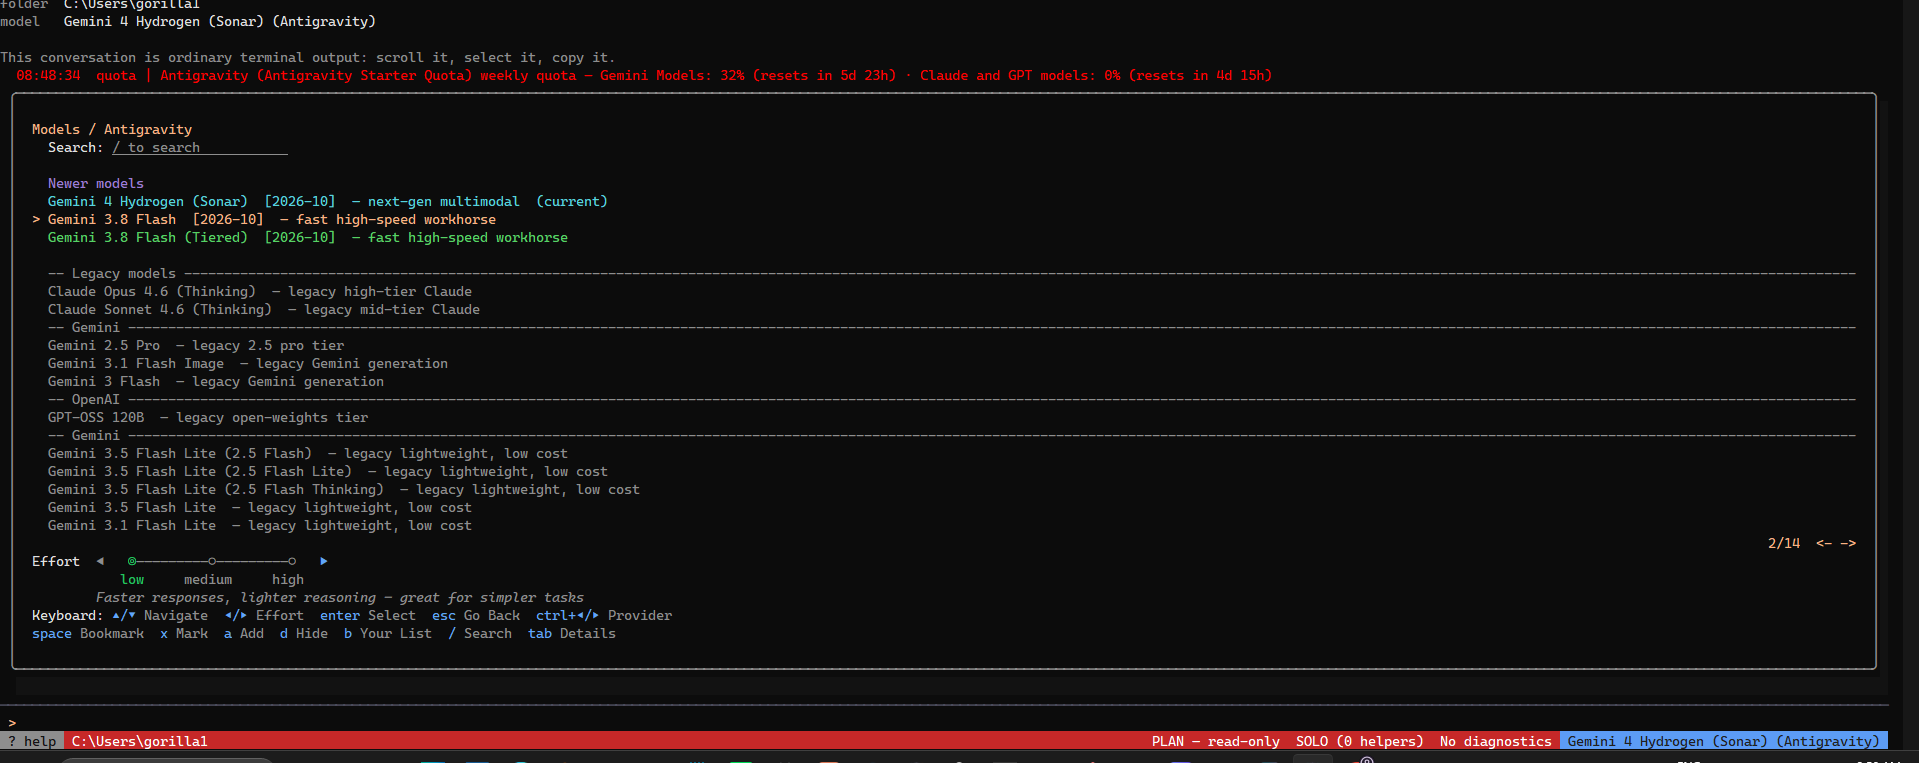 folder  C:\Users\gorilla1
model   Gemini 4 Hydrogen (Sonar) (Antigravity)
This conversation is ordinary terminal output: scroll it, select it, copy it.
08:48:34  quota | Antigravity (Antigravity Starter Quota) weekly quota — Gemini Models: 32% (resets in 5d 23h) · Claude and GPT models: 0% (resets in 4d 15h)
Models / Antigravity
Search: / to search
Newer models
Gemini 4 Hydrogen (Sonar)  [2026-10]  — next-gen multimodal  (current)
> Gemini 3.8 Flash  [2026-10]  — fast high-speed workhorse
Gemini 3.8 Flash (Tiered)  [2026-10]  — fast high-speed workhorse
-- Legacy models
Claude Opus 4.6 (Thinking)  — legacy high-tier Claude
Claude Sonnet 4.6 (Thinking)  — legacy mid-tier Claude
-- Gemini
Gemini 2.5 Pro  — legacy 2.5 pro tier
Gemini 3.1 Flash Image  — legacy Gemini generation
Gemini 3 Flash  — legacy Gemini generation
-- OpenAI
GPT-OSS 120B  — legacy open-weights tier
-- Gemini
Gemini 3.5 Flash Lite (2.5 Flash)  — legacy lightweight, low cost
Gemini 3.5 Flash Lite (2.5 Flash Lite)  — legacy lightweight, low cost
Gemini 3.5 Flash Lite (2.5 Flash Thinking)  — legacy lightweight, low cost
Gemini 3.5 Flash Lite  — legacy lightweight, low cost
Gemini 3.1 Flash Lite  — legacy lightweight, low cost
2/14  <- ->
Effort
low     medium     high
Faster responses, lighter reasoning — great for simpler tasks
Keyboard: ▲/▼ Navigate  ◄/► Effort  enter Select  esc Go Back  ctrl+◄/► Provider
space Bookmark  x Mark  a Add  d Hide  b Your List  / Search  tab Details
>
? help  C:\Users\gorilla1  PLAN — read-only  SOLO (0 helpers)  No diagnostics  Gemini 4 Hydrogen (Sonar) (Antigravity)